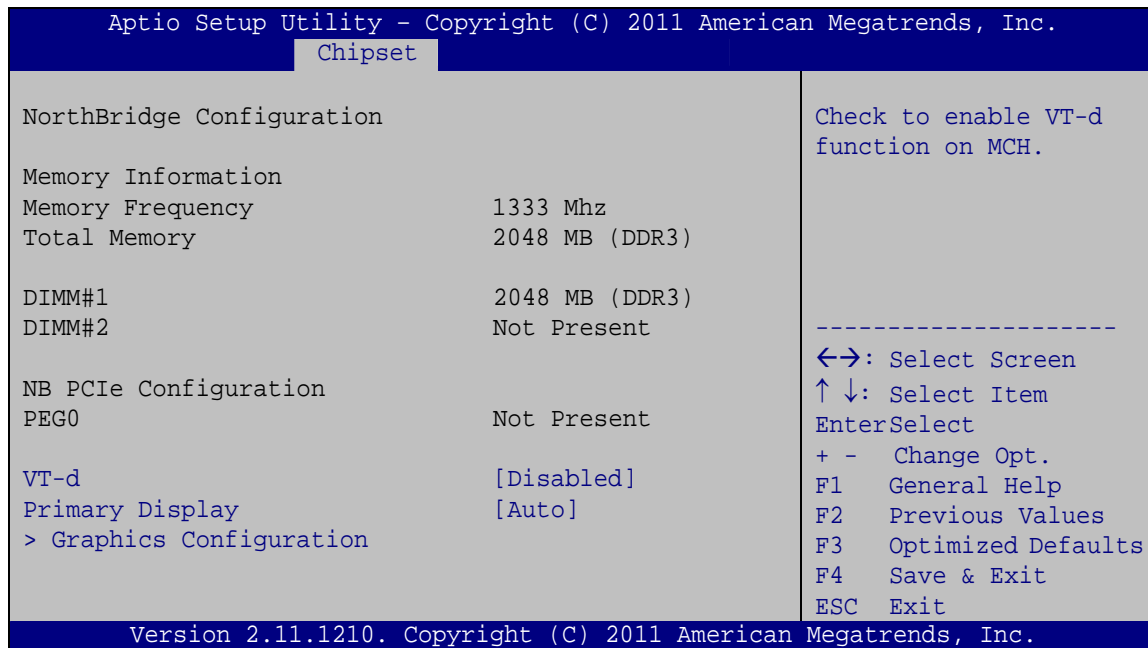 Aptio Setup Utility – Copyright (C) 2011 American Megatrends, Inc.
Chipset
NorthBridge Configuration
Memory Information
Memory Frequency 1333 Mhz
Total Memory 2048 MB (DDR3)
DIMM#1 2048 MB (DDR3)
DIMM#2 Not Present
NB PCIe Configuration
PEG0 Not Present
VT-d [Disabled]
Primary Display [Auto]
> Graphics Configuration
Check to enable VT-d
function on MCH.
---------------------
←→: Select Screen
↑ ↓: Select Item
EnterSelect
+ - Change Opt.
F1 General Help
F2 Previous Values
F3 Optimized Defaults
F4 Save & Exit
ESC Exit
Version 2.11.1210. Copyright (C) 2011 American Megatrends, Inc.